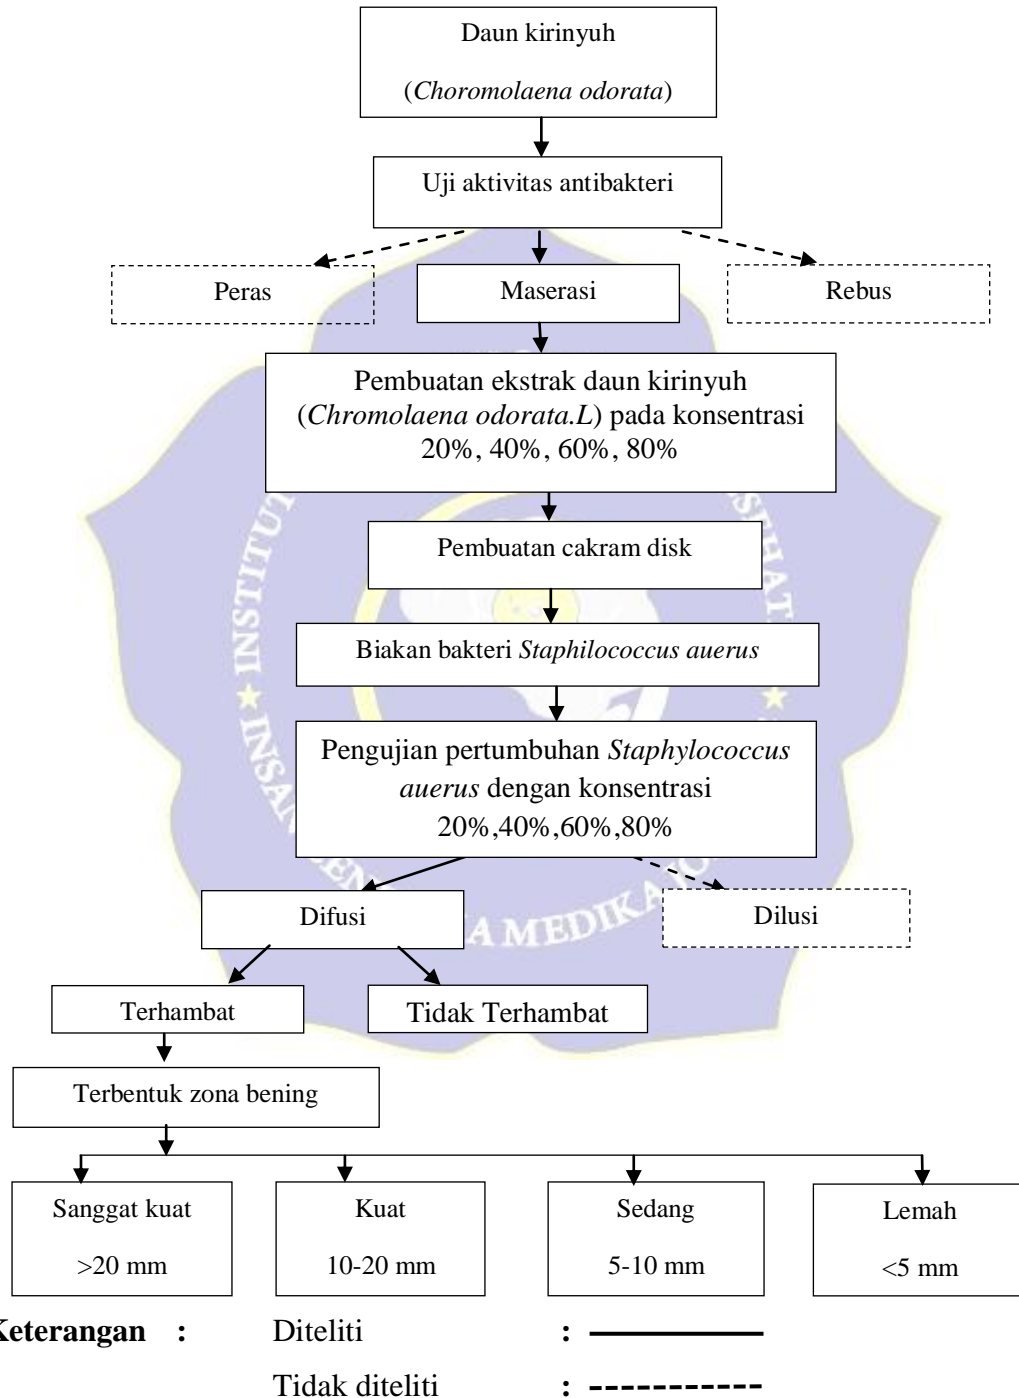 Daun kirinyuh
(Choromolaena odorata)
Uji aktivitas antibakteri
Peras
Maserasi
Rebus
Pembuatan ekstrak daun kirinyuh
(Chromolaena odorata.L) pada konsentrasi
20%, 40%, 60%, 80%
Pembuatan cakram disk
Biakan bakteri Staphilococcus auerus
Pengujian pertumbuhan Staphylococcus
auerus dengan konsentrasi
20%,40%,60%,80%
Difusi
Dilusi
Terhambat
Tidak Terhambat
Terbentuk zona bening
Sanggat kuat
>20 mm
Kuat
10-20 mm
Sedang
5-10 mm
Lemah
<5 mm
Keterangan :
Diteliti :
Tidak diteliti :
INSTITUT
MEDIKA